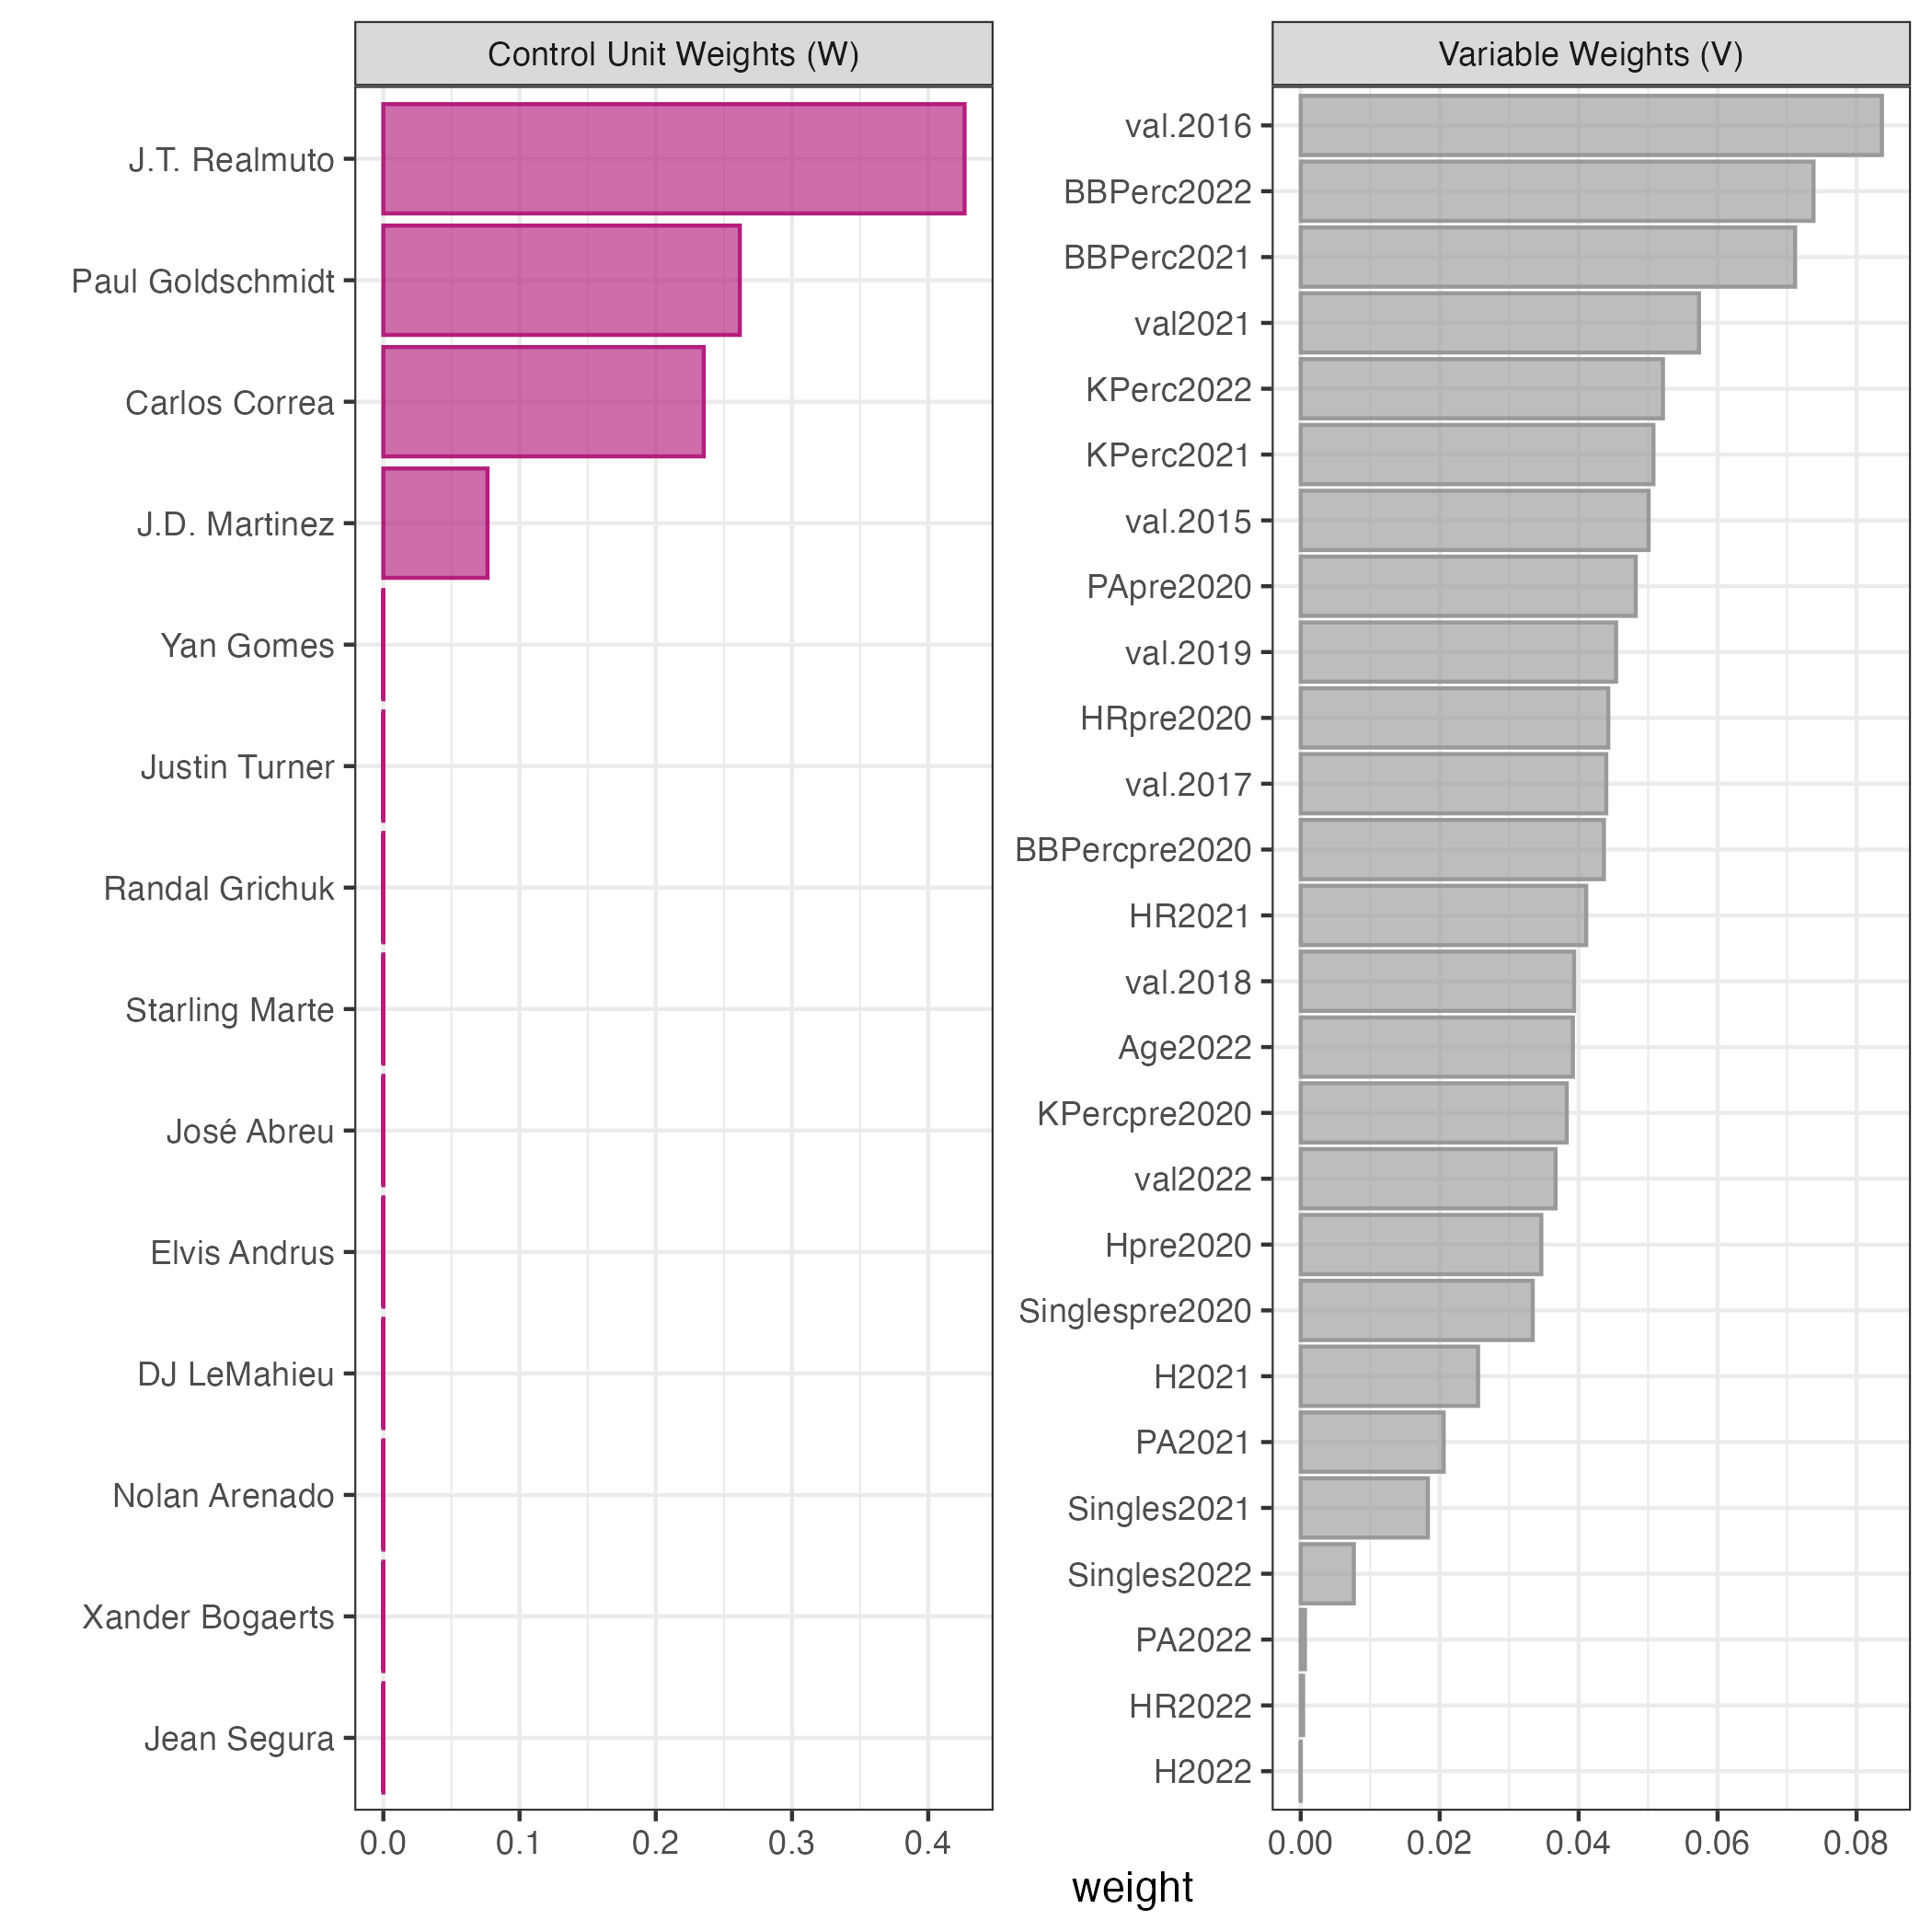 Control Unit Weights (W)
J.T. Realmuto
Paul Goldschmidt
Carlos Correa
J.D. Martinez
Yan Gomes
Justin Turner
Randal Grichuk
Starling Marte
José Abreu
Elvis Andrus
DJ LeMahieu
Nolan Arenado
Xander Bogaerts
Jean Segura
0.0 0.1 0.2 0.3 0.4
Variable Weights (V)
val.2016
BBPerc2022
BBPerc2021
val2021
KPerc2022
KPerc2021
val.2015
PApre2020
val.2019
HRpre2020
val.2017
BBPercpre2020
HR2021
val.2018
Age2022
KPercpre2020
val2022
Hpre2020
Singlespre2020
H2021
PA2021
Singles2021
Singles2022
PA2022
HR2022
H2022
0.00 0.02 0.04 0.06 0.08
weight